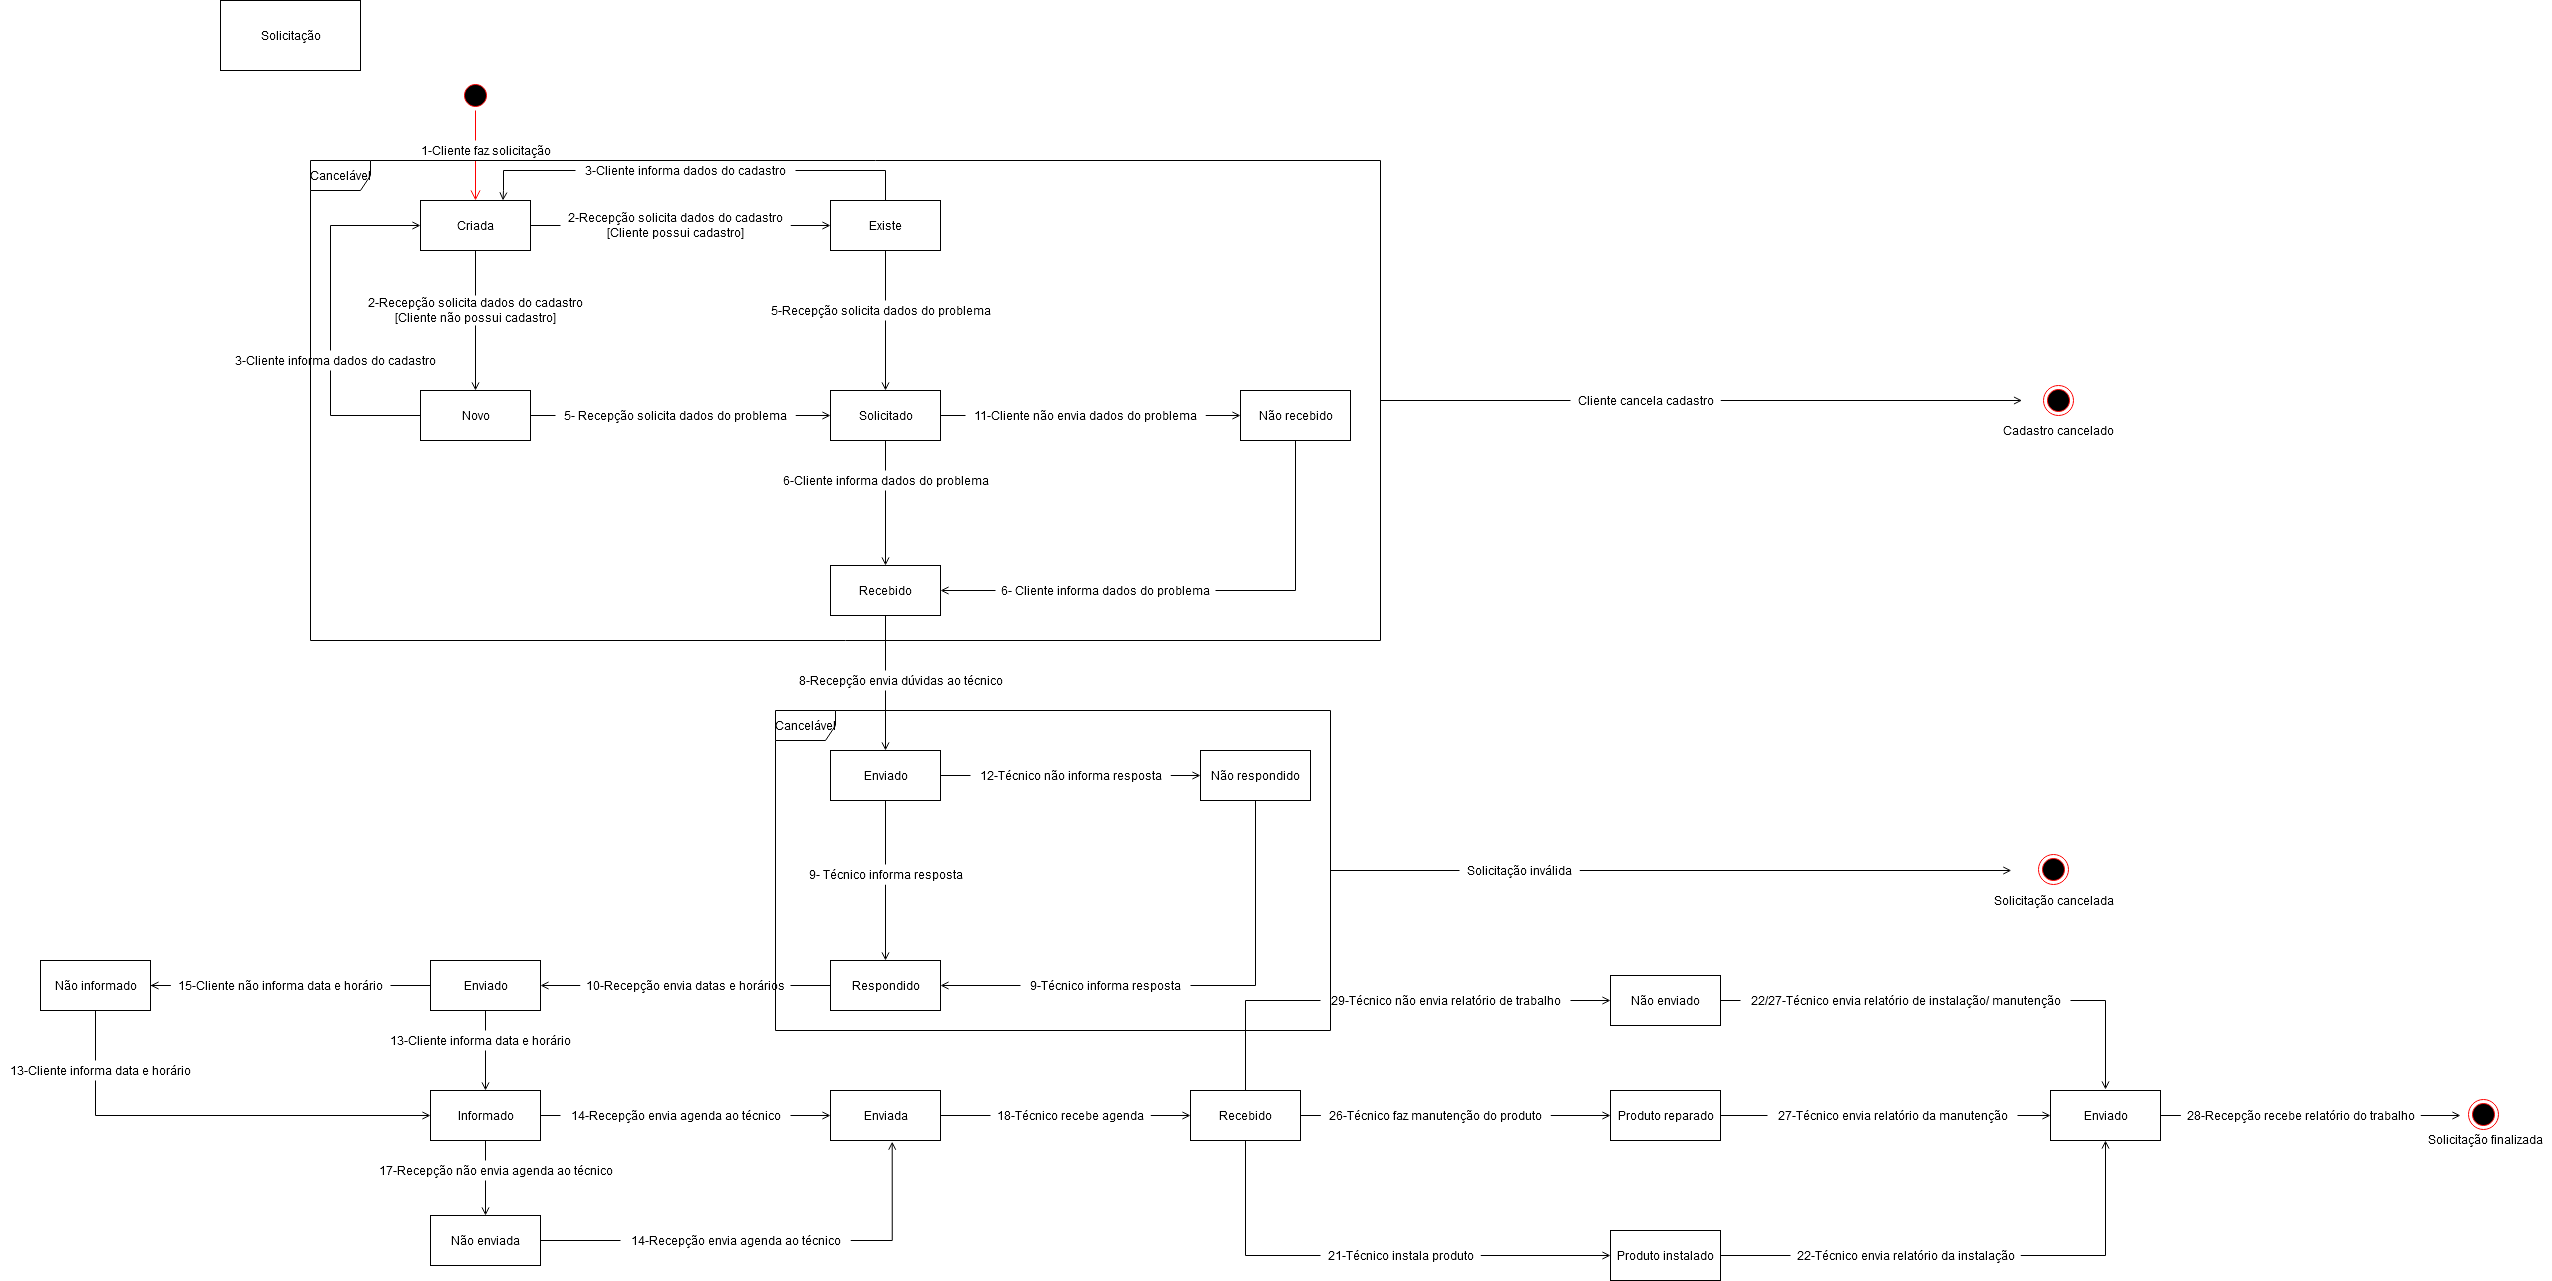 Solicitação
1-Cliente faz solicitação
Cancelável
3-Cliente informa dados do cadastro
Criada
2-Recepção solicita dados do cadastro
[Cliente possui cadastro]
Existe
2-Recepção solicita dados do cadastro
[Cliente não possui cadastro]
5-Recepção solicita dados do problema
3-Cliente informa dados do cadastro
Novo
5- Recepção solicita dados do problema
Solicitado
11-Cliente não envia dados do problema
Não recebido
Cliente cancela cadastro
Cadastro cancelado
6-Cliente informa dados do problema
Recebido
6- Cliente informa dados do problema
8-Recepção envia dúvidas ao técnico
Cancelável
Enviado
12-Técnico não informa resposta
Não respondido
9- Técnico informa resposta
Solicitação inválida
Solicitação cancelada
Não informado
15-Cliente não informa data e horário
Enviado
10-Recepção envia datas e horários
Respondido
9-Técnico informa resposta
29-Técnico não envia relatório de trabalho
Não enviado
22/27-Técnico envia relatório de instalação/ manutenção
13-Cliente informa data e horário
13-Cliente informa data e horário
Informado
14-Recepção envia agenda ao técnico
Enviada
18-Técnico recebe agenda
Recebido
26-Técnico faz manutenção do produto
Produto reparado
27-Técnico envia relatório da manutenção
Enviado
28-Recepção recebe relatório do trabalho
Solicitação finalizada
17-Recepção não envia agenda ao técnico
Não enviada
14-Recepção envia agenda ao técnico
21-Técnico instala produto
Produto instalado
22-Técnico envia relatório da instalação